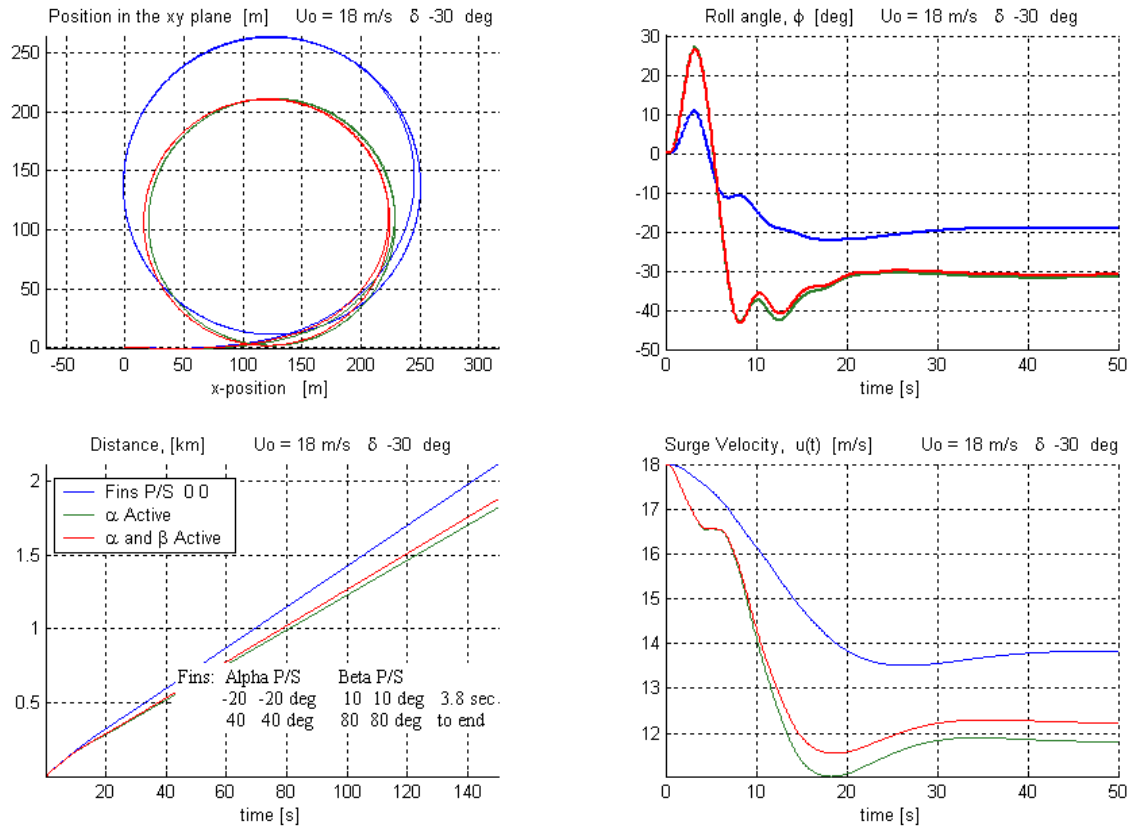 Position in the xy plane [m] Uo = 18 m/s δ -30 deg
250
200
150
100
50
0
-50 0 50 100 150 200 250 300
x-position [m]
Roll angle, ϕ [deg] Uo = 18 m/s δ -30 deg
30
20
10
0
-10
-20
-30
-40
-50
0 10 20 30 40 50
time [s]
Distance, [km] Uo = 18 m/s δ -30 deg
2
1.5
1
0.5
Fins P/S 0 0
α Active
α and β Active
Fins: Alpha P/S Beta P/S
-20 -20 deg 10 10 deg 3.8 sec
40 40 deg 80 80 deg to end
20 40 60 80 100 120 140
time [s]
Surge Velocity, u(t) [m/s] Uo = 18 m/s δ -30 deg
18
17
16
15
14
13
12
0 10 20 30 40 50
time [s]